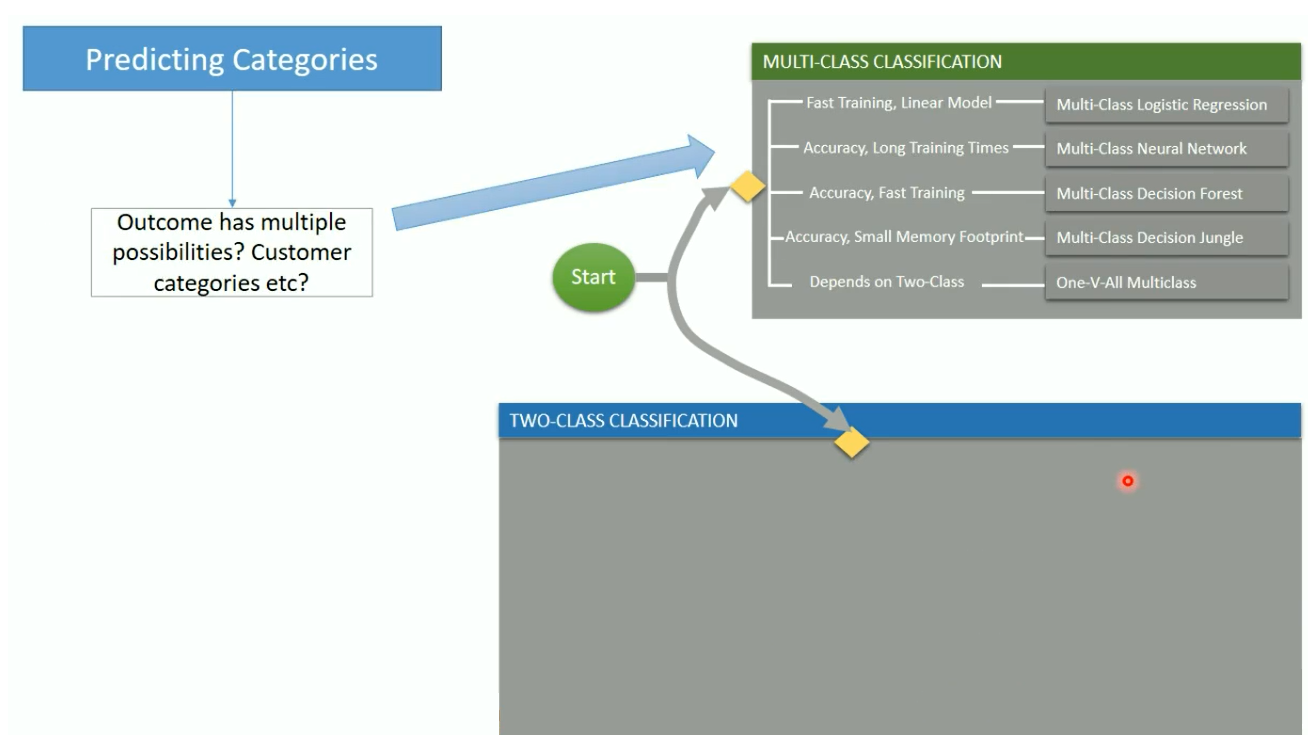 Predicting Categories
Outcome has multiple
possibilities? Customer
categories etc?
Start
MULTI-CLASS CLASSIFICATION
Fast Training, Linear Model
Multi-Class Logistic Regression
Accuracy, Long Training Times
Multi-Class Neural Network
Accuracy, Fast Training
Multi-Class Decision Forest
Accuracy, Small Memory Footprint
Multi-Class Decision Jungle
Depends on Two-Class
One-V-All Multiclass
TWO-CLASS CLASSIFICATION